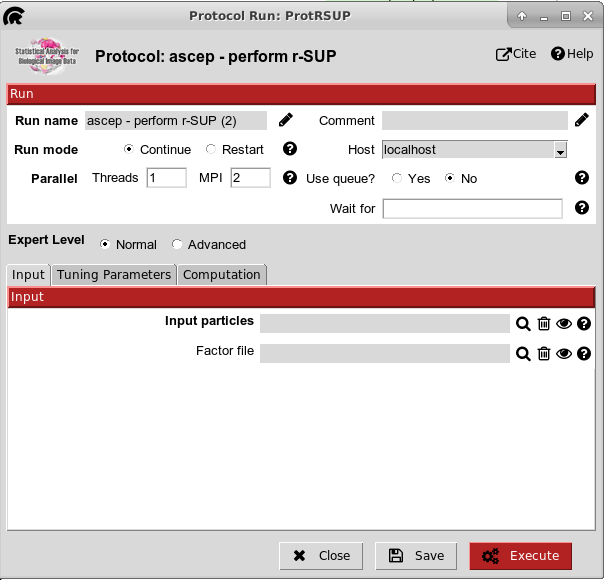 Protocol Run: ProtRSUP
Statistical Analysis for
Biological Image Data
Protocol: ascep - perform r-SUP
Cite
Help
Run
Run name ascep - perform r-SUP (2) Comment
Run mode Continue Restart Host localhost
Parallel Threads 1 MPI 2 Use queue? Yes No
Wait for
Expert Level Normal Advanced
Input Tuning Parameters Computation
Input
Input particles
Factor file
Close Save Execute